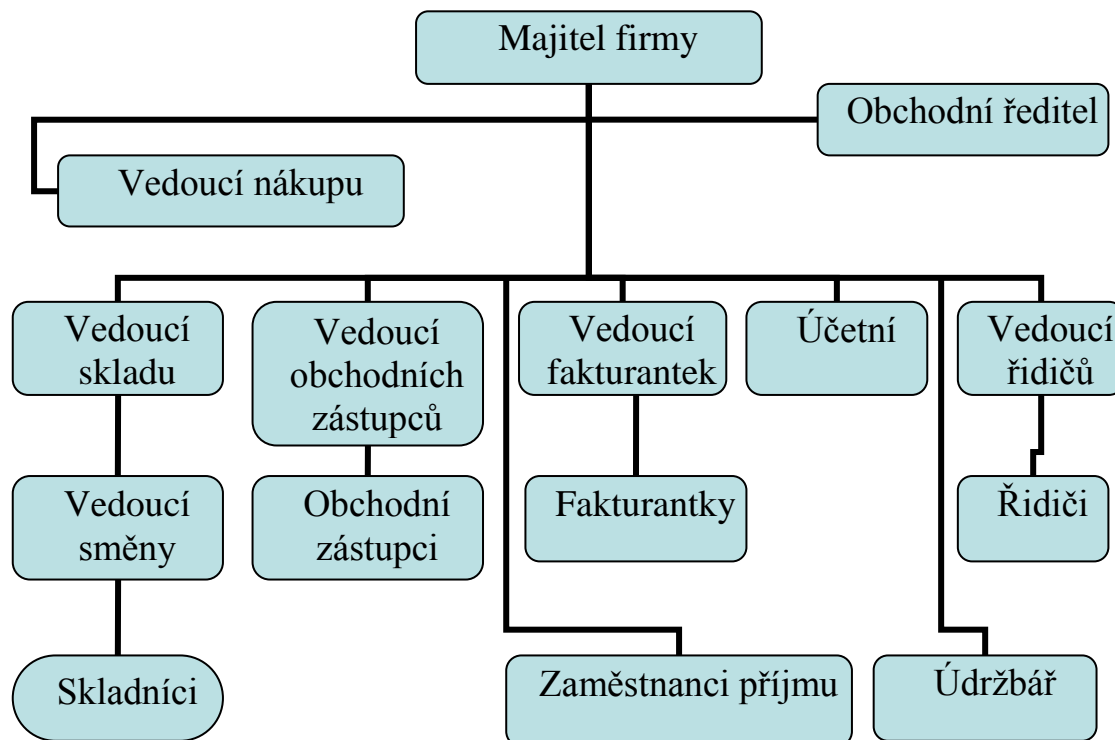 Majitel firmy
Obchodní ředitel
Vedoucí nákupu
Vedoucí
skladu
Vedoucí
obchodních
zástupců
Vedoucí
fakturantek
Účetní
Vedoucí
řidičů
Vedoucí
směny
Obchodní
zástupci
Fakturantky
Řidiči
Skladníci
Zaměstnanci příjmu
Údržbář